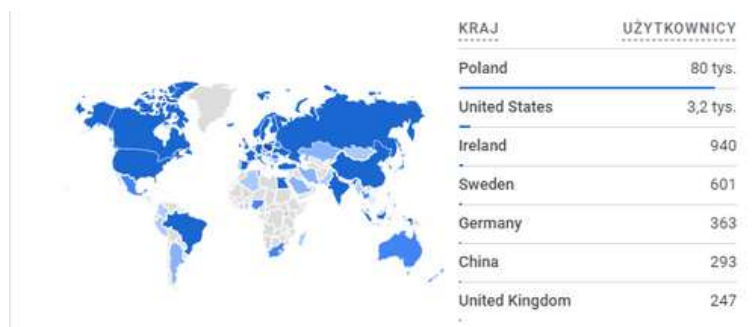 KRAJ UŻYTKOWNICY
Poland 80 tys.
United States 3,2 tys.
Ireland 940
Sweden 601
Germany 363
China 293
United Kingdom 247